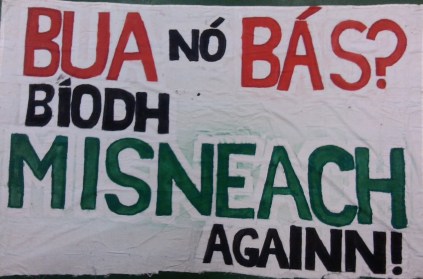 BUA NÓ BÁS?
BÍODH
MISNEACH
AGAINN!